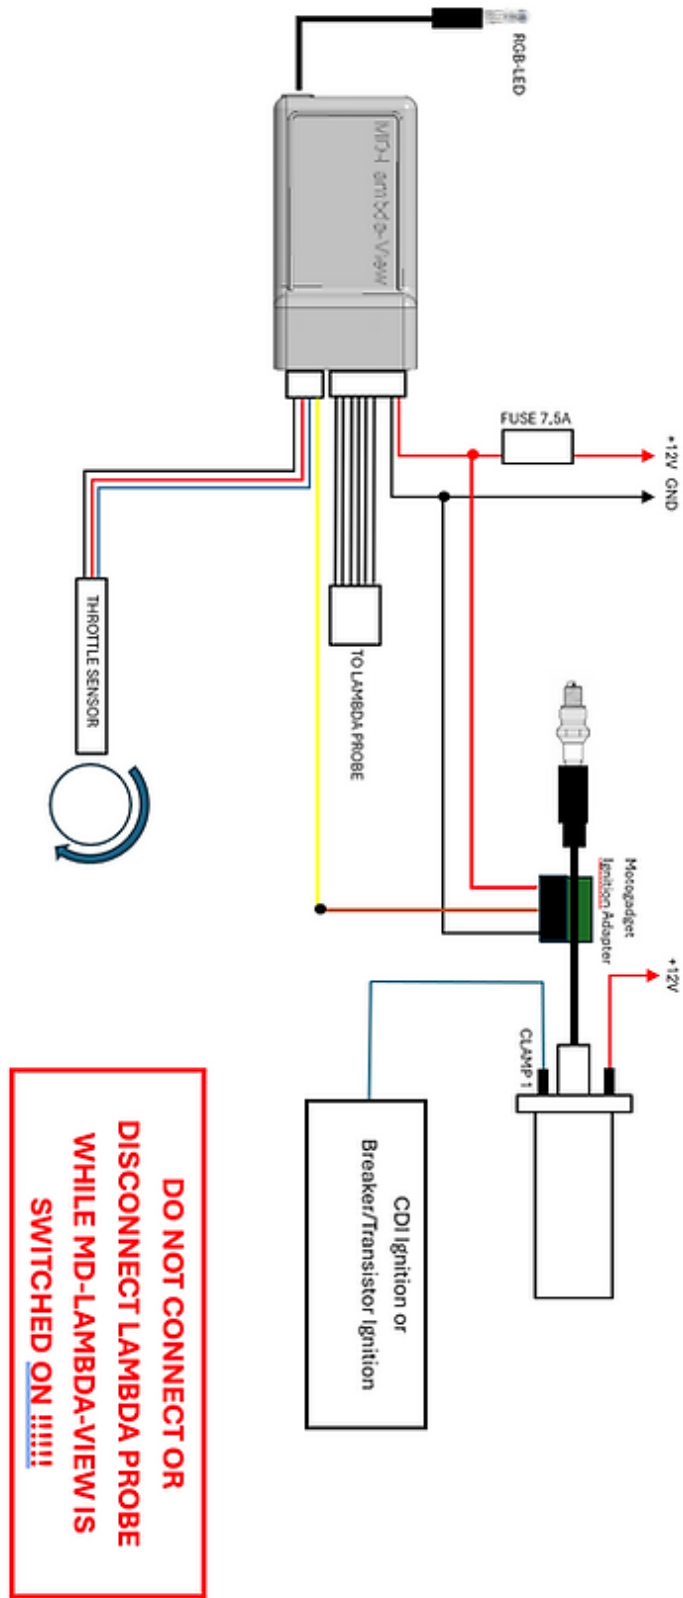 RGB-LED
MD-Lambda-View
FUSE 7,5A
+12V
GND
THROTTLE SENSOR
TO LAMBDA PROBE
Motogadget
Ignition Adapter
+12V
CLAMP 1
CDI Ignition or
Breaker/Transistor Ignition
DO NOT CONNECT OR
DISCONNECT LAMBDA PROBE
WHILE MD-LAMBDA-VIEW IS
SWITCHED ON !!!!!!